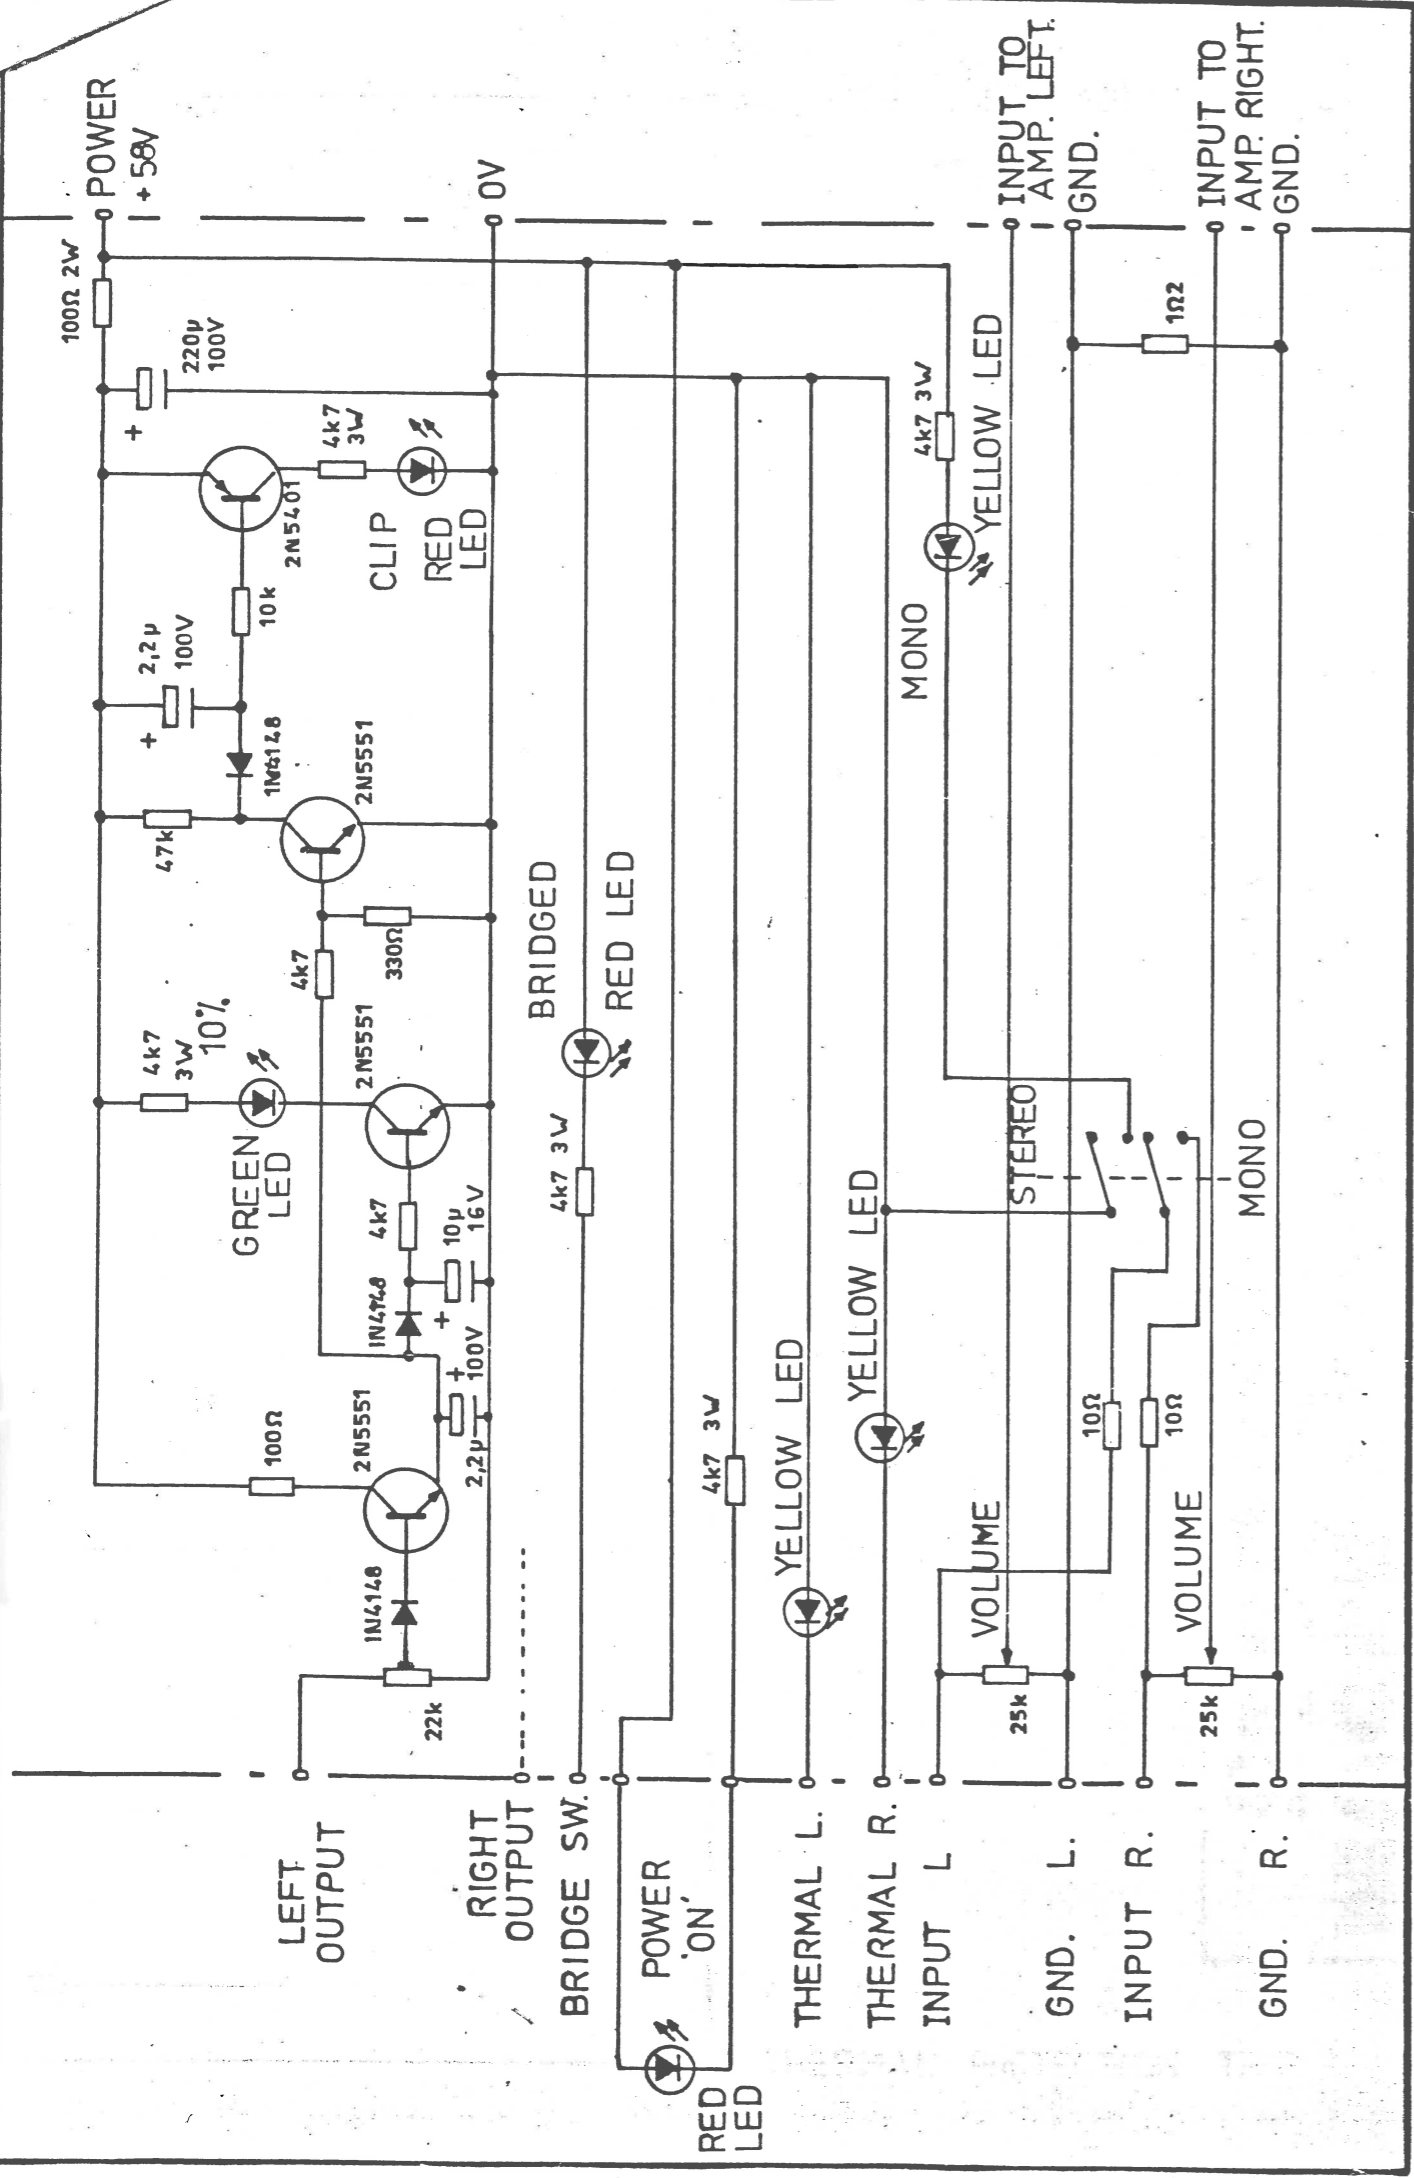 LEFT
OUTPUT
RIGHT
OUTPUT
BRIDGE SW.
POWER
'ON'
RED
LED
THERMAL L.
THERMAL R.
INPUT L
GND. L.
INPUT R.
GND. R.
22k
1N4148
2N5551
100Ω
2,2µ
+
100V
1N4148
+
10µ
16V
4k7
2N5551
GREEN
LED
4k7
3W
10%
4k7
330Ω
2N5551
47k
1N4148
+
2,2µ
100V
10k
2N5401
CLIP
RED
LED
4k7
3W
+
220µ
100V
100Ω 2W
POWER
+58V
0V
4k7 3W
BRIDGED
RED LED
4k7 3W
YELLOW LED
YELLOW LED
MONO
4k7 3W
YELLOW LED
VOLUME
25k
10Ω
10Ω
STEREO
MONO
VOLUME
25k
1Ω2
INPUT TO
AMP. LEFT.
GND.
INPUT TO
AMP. RIGHT.
GND.